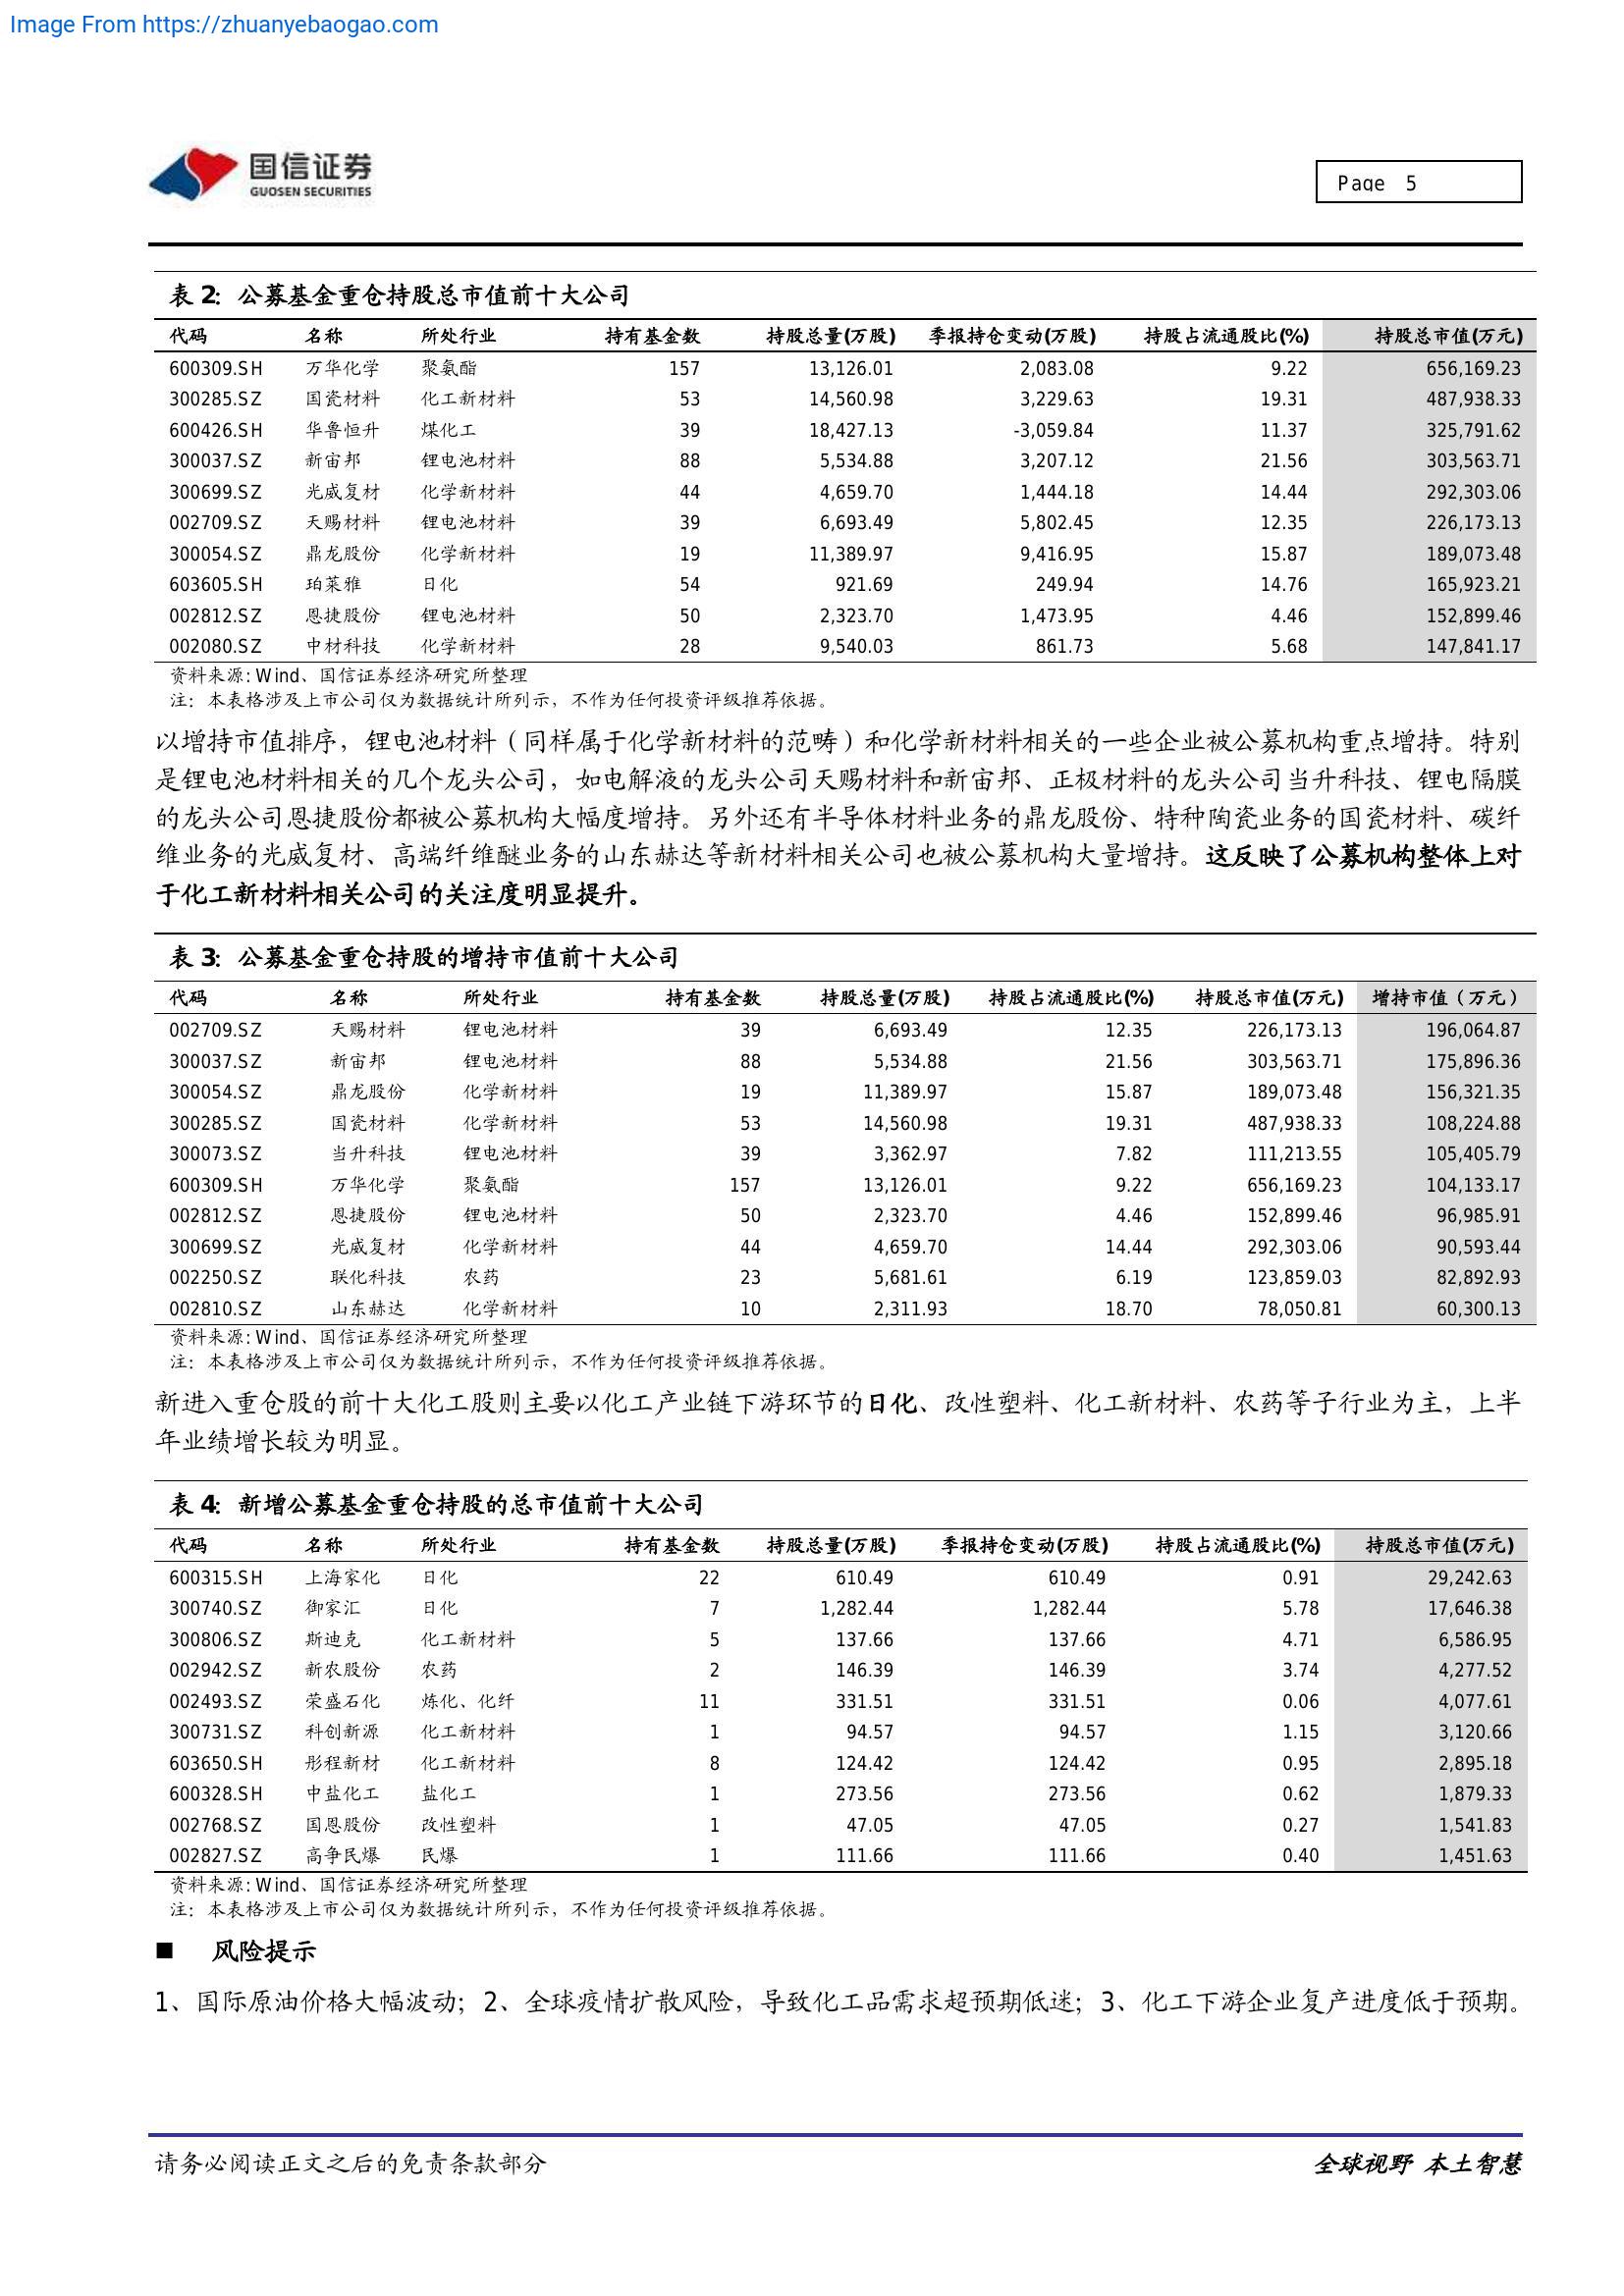 Image From https://zhuanyebaogao.com
国信证券
GUOSEN SECURITIES
Page 5
表 2: 公募基金重仓持股总市值前十大公司
代码 名称 所处行业 持有基金数 持股总量(万股) 季报持仓变动(万股) 持股占流通股比(%) 持股总市值(万元)
600309.SH 万华化学 聚氨酯 157 13,126.01 2,083.08 9.22 656,169.23
300285.SZ 国瓷材料 化工新材料 53 14,560.98 3,229.63 19.31 487,938.33
600426.SH 华鲁恒升 煤化工 39 18,427.13 -3,059.84 11.37 325,791.62
300037.SZ 新宙邦 锂电池材料 88 5,534.88 3,207.12 21.56 303,563.71
300699.SZ 光威复材 化学新材料 44 4,659.70 1,444.18 14.44 292,303.06
002709.SZ 天赐材料 锂电池材料 39 6,693.49 5,802.45 12.35 226,173.13
300054.SZ 鼎龙股份 化学新材料 19 11,389.97 9,416.95 15.87 189,073.48
603605.SH 珀莱雅 日化 54 921.69 249.94 14.76 165,923.21
002812.SZ 恩捷股份 锂电池材料 50 2,323.70 1,473.95 4.46 152,899.46
002080.SZ 中材科技 化学新材料 28 9,540.03 861.73 5.68 147,841.17
资料来源: Wind、国信证券经济研究所整理
注：本表格涉及上市公司仅为数据统计所列示，不作为任何投资评级推荐依据。
以增持市值排序，锂电池材料（同样属于化学新材料的范畴）和化学新材料相关的一些企业被公募机构重点增持。特别
是锂电池材料相关的几个龙头公司，如电解液的龙头公司天赐材料和新宙邦、正极材料的龙头公司当升科技、锂电隔膜
的龙头公司恩捷股份都被公募机构大幅度增持。另外还有半导体材料业务的鼎龙股份、特种陶瓷业务的国瓷材料、碳纤
维业务的光威复材、高端纤维醚业务的山东赫达等新材料相关公司也被公募机构大量增持。这反映了公募机构整体上对
于化工新材料相关公司的关注度明显提升。
表 3: 公募基金重仓持股的增持市值前十大公司
代码 名称 所处行业 持有基金数 持股总量(万股) 持股占流通股比(%) 持股总市值(万元) 增持市值（万元）
002709.SZ 天赐材料 锂电池材料 39 6,693.49 12.35 226,173.13 196,064.87
300037.SZ 新宙邦 锂电池材料 88 5,534.88 21.56 303,563.71 175,896.36
300054.SZ 鼎龙股份 化学新材料 19 11,389.97 15.87 189,073.48 156,321.35
300285.SZ 国瓷材料 化学新材料 53 14,560.98 19.31 487,938.33 108,224.88
300073.SZ 当升科技 锂电池材料 39 3,362.97 7.82 111,213.55 105,405.79
600309.SH 万华化学 聚氨酯 157 13,126.01 9.22 656,169.23 104,133.17
002812.SZ 恩捷股份 锂电池材料 50 2,323.70 4.46 152,899.46 96,985.91
300699.SZ 光威复材 化学新材料 44 4,659.70 14.44 292,303.06 90,593.44
002250.SZ 联化科技 农药 23 5,681.61 6.19 123,859.03 82,892.93
002810.SZ 山东赫达 化学新材料 10 2,311.93 18.70 78,050.81 60,300.13
资料来源: Wind、国信证券经济研究所整理
注：本表格涉及上市公司仅为数据统计所列示，不作为任何投资评级推荐依据。
新进入重仓股的前十大化工股则主要以化工产业链下游环节的日化、改性塑料、化工新材料、农药等子行业为主，上半
年业绩增长较为明显。
表 4: 新增公募基金重仓持股的总市值前十大公司
代码 名称 所处行业 持有基金数 持股总量(万股) 季报持仓变动(万股) 持股占流通股比(%) 持股总市值(万元)
600315.SH 上海家化 日化 22 610.49 610.49 0.91 29,242.63
300740.SZ 御家汇 日化 7 1,282.44 1,282.44 5.78 17,646.38
300806.SZ 斯迪克 化工新材料 5 137.66 137.66 4.71 6,586.95
002942.SZ 新农股份 农药 2 146.39 146.39 3.74 4,277.52
002493.SZ 荣盛石化 炼化、化纤 11 331.51 331.51 0.06 4,077.61
300731.SZ 科创新源 化工新材料 1 94.57 94.57 1.15 3,120.66
603650.SH 彤程新材 化工新材料 8 124.42 124.42 0.95 2,895.18
600328.SH 中盐化工 盐化工 1 273.56 273.56 0.62 1,879.33
002768.SZ 国恩股份 改性塑料 1 47.05 47.05 0.27 1,541.83
002827.SZ 高争民爆 民爆 1 111.66 111.66 0.40 1,451.63
资料来源: Wind、国信证券经济研究所整理
注：本表格涉及上市公司仅为数据统计所列示，不作为任何投资评级推荐依据。
■ 风险提示
1、国际原油价格大幅波动；2、全球疫情扩散风险，导致化工品需求超预期低迷；3、化工下游企业复产进度低于预期。
请务必阅读正文之后的免责条款部分 全球视野 本土智慧